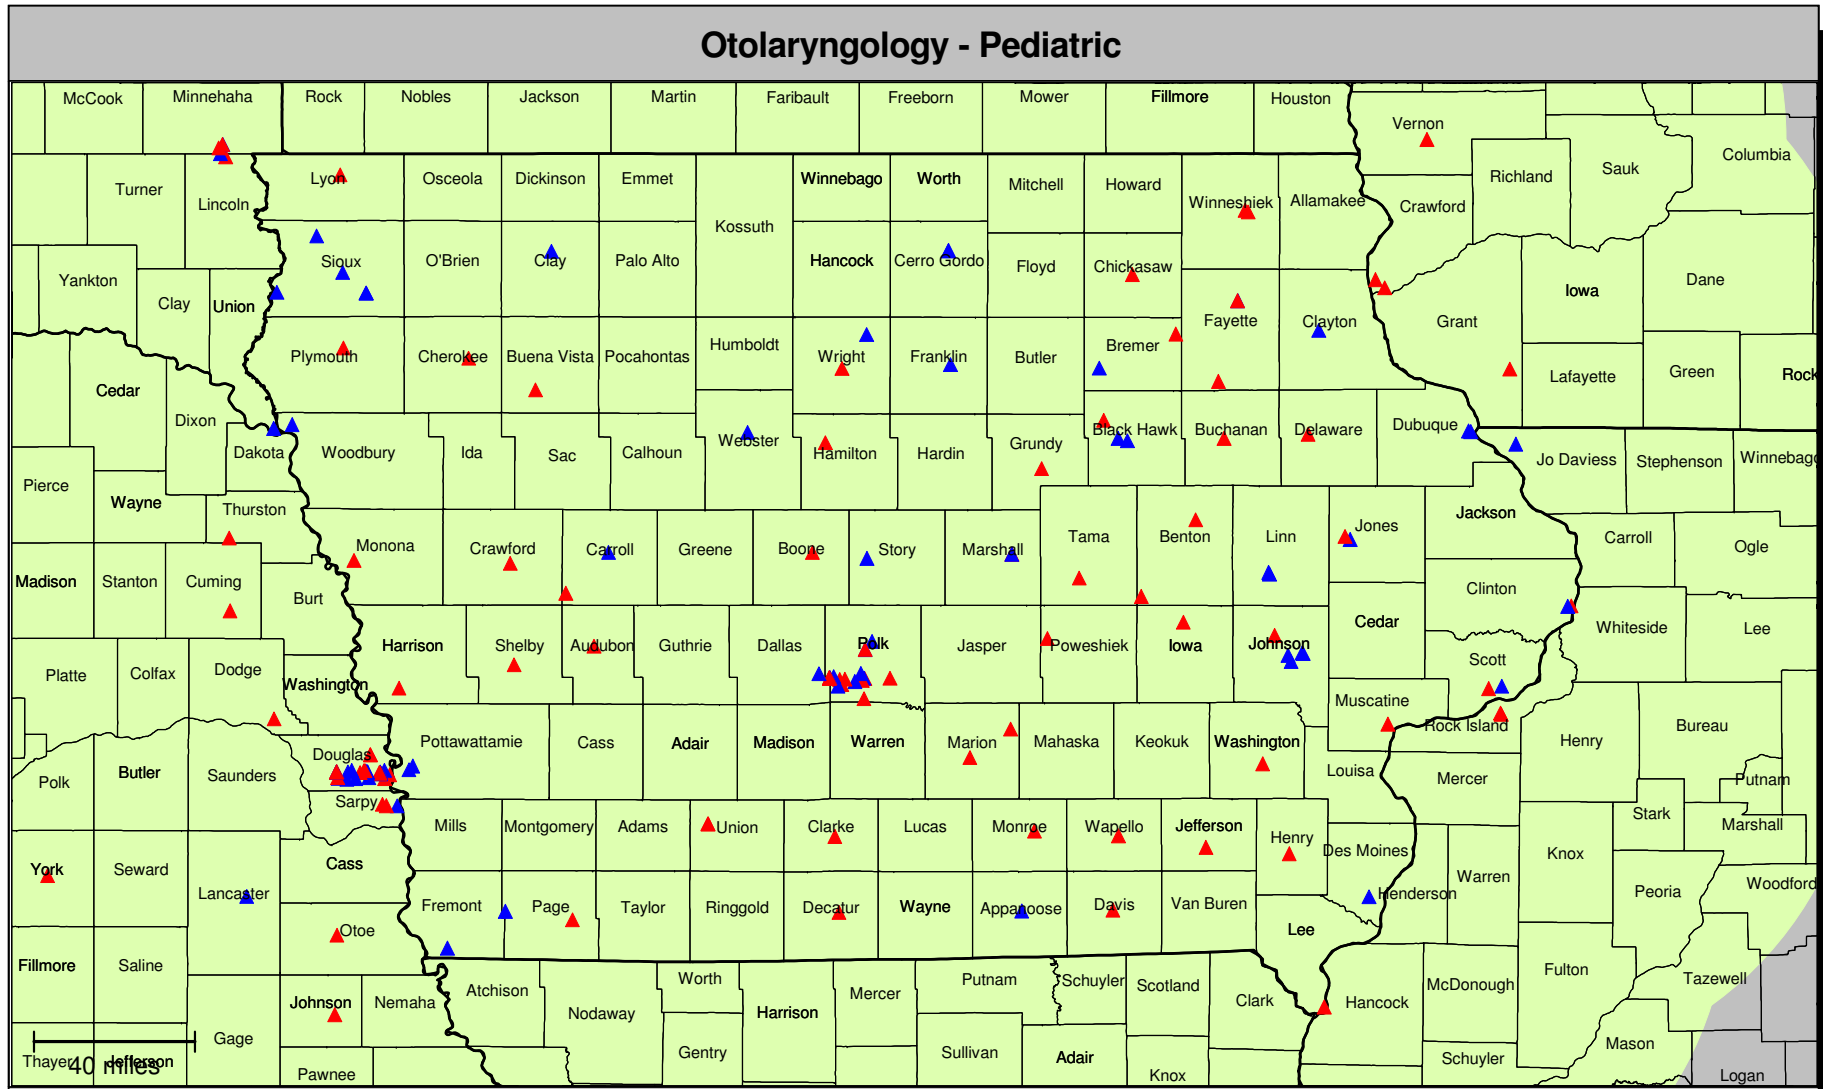 Otolaryngology - Pediatric
McCook Minnehaha Rock Nobles Jackson Martin Faribault Freeborn Mower Fillmore Houston
Vernon
Columbia
Sauk
Richland
Turner Lyon Osceola Dickinson Emmet Winnebago Worth Mitchell Howard
Lincoln Winneshiek Allamakee Crawford
Kossuth
Yankton Sioux O'Brien Clay Palo Alto Hancock Cerro Gordo Floyd Chickasaw Dane
Clay Union Iowa
Fayette Clayton Grant
Plymouth Cherokee Buena Vista Pocahontas Humboldt Wright Franklin Butler Bremer
Cedar Lafayette Green Rock
Dixon Webster Black Hawk Buchanan Delaware Dubuque
Dakota Woodbury Ida Sac Calhoun Hamilton Hardin Grundy Jo Daviess Stephenson Winnebago
Pierce
Wayne Thurston Jackson
Monona Crawford Carroll Greene Boone Story Marshall Tama Benton Linn Jones Carroll Ogle
Madison Stanton Cuming Burt Clinton
Cedar Whiteside Lee
Harrison Shelby Audubon Guthrie Dallas Polk Jasper Poweshiek Iowa Johnson Scott
Platte Colfax Dodge
Washington Muscatine
Rock Island Bureau
Pottawattamie Cass Adair Madison Warren Marion Mahaska Keokuk Washington Henry
Douglas
Polk Butler Saunders Louisa Mercer Putnam
Sarpy Mills Montgomery Adams Union Clarke Lucas Monroe Wapello Jefferson Henry Stark Marshall
Des Moines Knox
York Seward Cass Warren Peoria Woodford
Lancaster Henderson
Fremont Page Taylor Ringgold Decatur Wayne Appanoose Davis Van Buren
Otoe Lee
Fillmore Saline Fulton Tazewell
Worth Putnam Schuyler Scotland McDonough
Johnson Nemaha Atchison Mercer Clark Hancock
Nodaway Harrison
Gage Mason
Thayer Jefferson Gentry Sullivan Adair Schuyler
40 miles
Pawnee Knox Logan